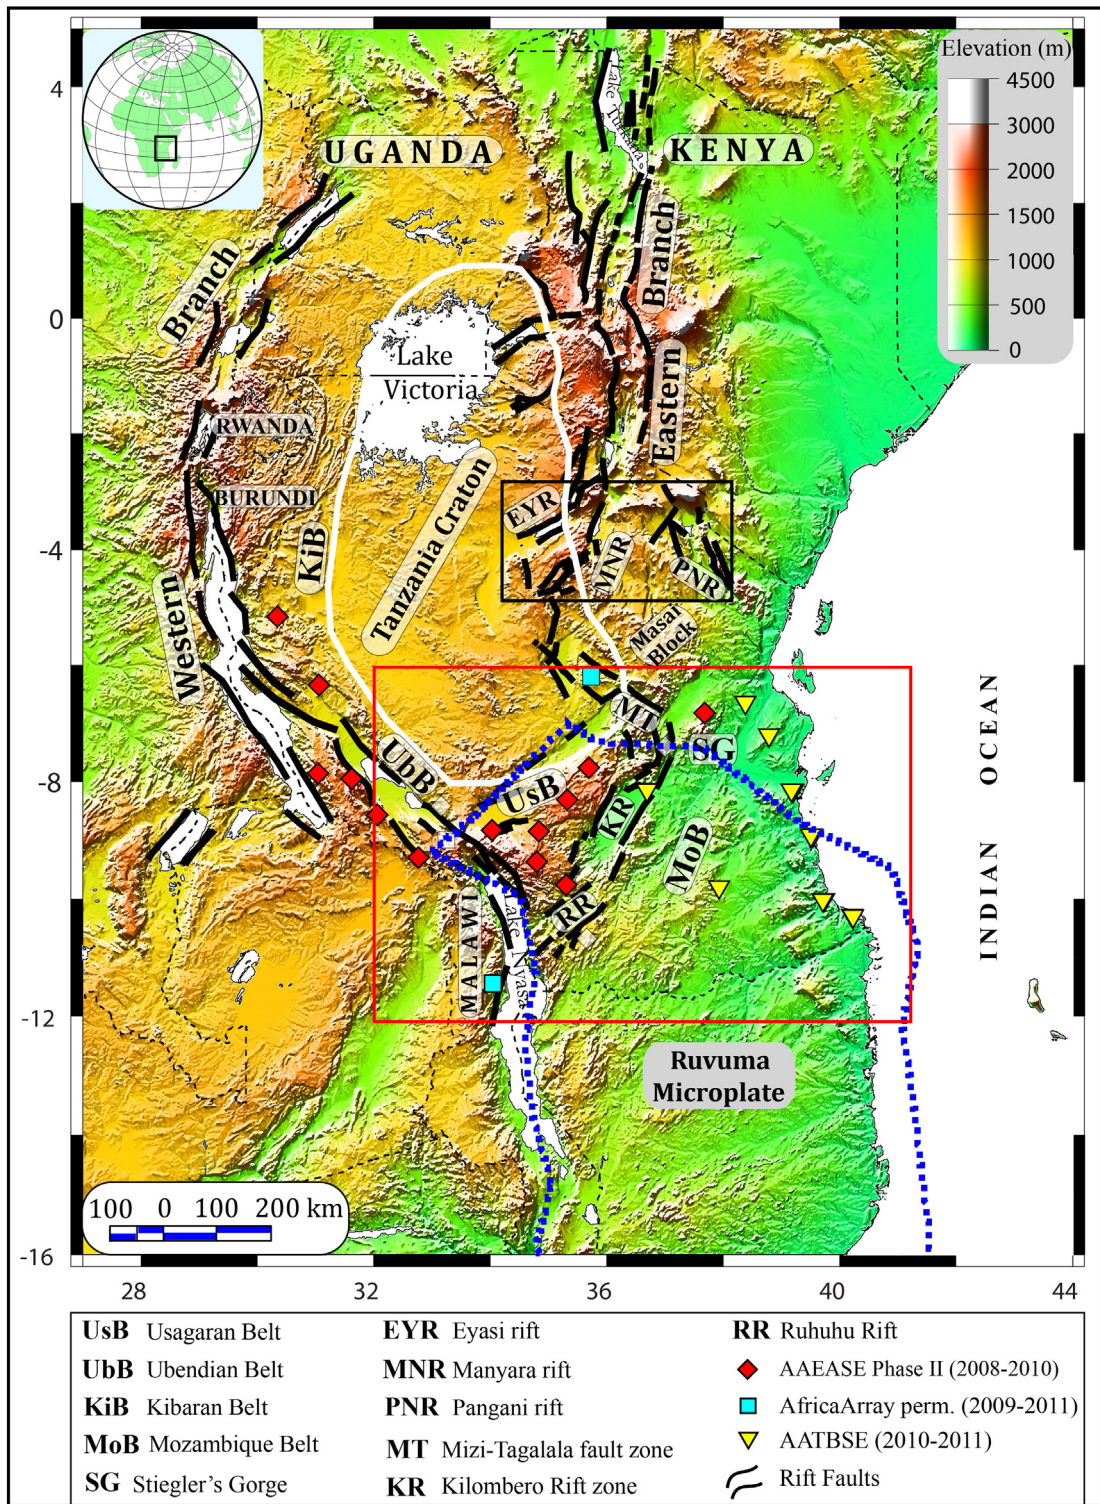 Elevation (m)
4500
3000
2000
1500
1000
500
0
4
0
-4
-8
-12
-16
28
32
36
40
44
UGANDA
KENYA
Lake Turkana
Branch
Branch
Eastern
Lake
Victoria
RWANDA
BURUNDI
KiB
Tanzania Craton
EYR
MNR
PNR
Masai
Block
Western
MT
SG
UbB
UsB
KR
MoB
RR
MALAWI
Lake Nyasa
INDIAN OCEAN
Ruvuma
Microplate
100 0 100 200 km
UsB Usagaran Belt
UbB Ubendian Belt
KiB Kibaran Belt
MoB Mozambique Belt
SG Stiegler's Gorge
EYR Eyasi rift
MNR Manyara rift
PNR Pangani rift
MT Mizi-Tagalala fault zone
KR Kilombero Rift zone
RR Ruhuhu Rift
AAEASE Phase II (2008-2010)
AfricaArray perm. (2009-2011)
AATBSE (2010-2011)
Rift Faults